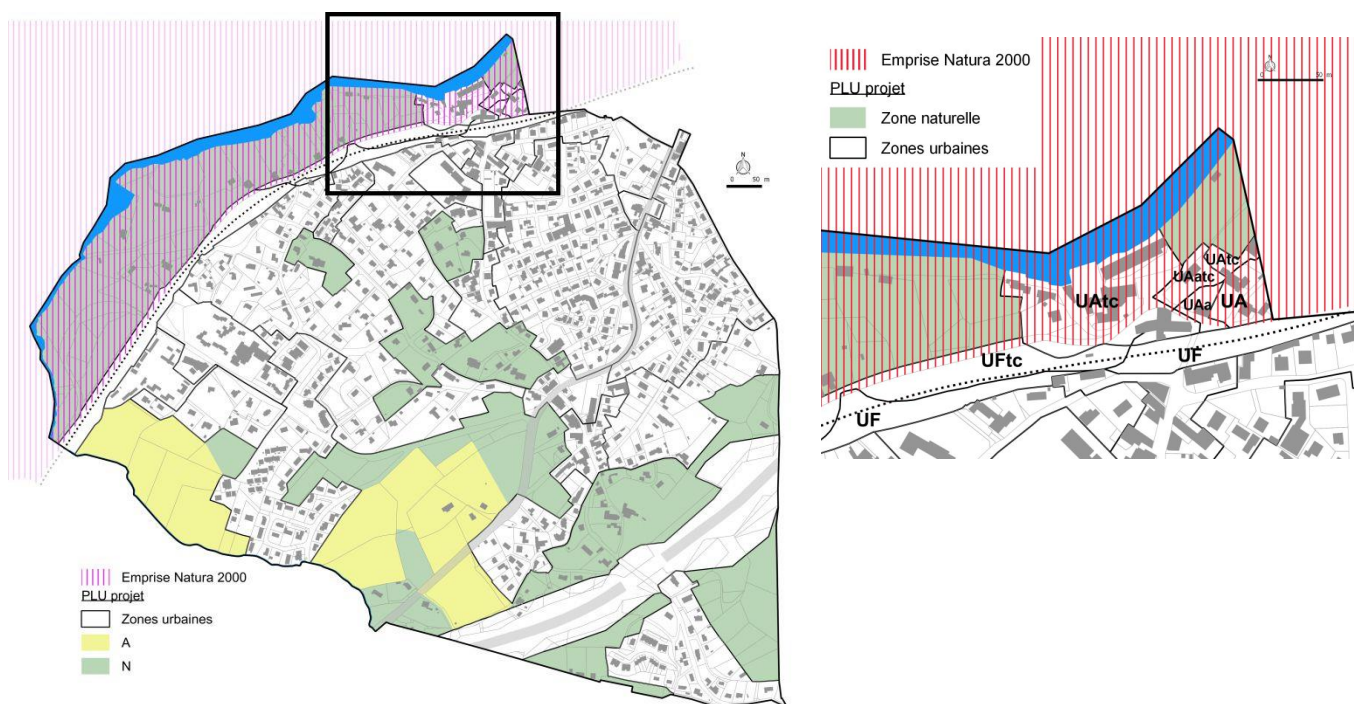 N
0 50 m
Emprise Natura 2000
PLU projet
Zones urbaines
A
N
Emprise Natura 2000
PLU projet
Zone naturelle
Zones urbaines
0 50 m
UAtc
UAatc
UAtc
UAa
UA
UFtc
UF
UF